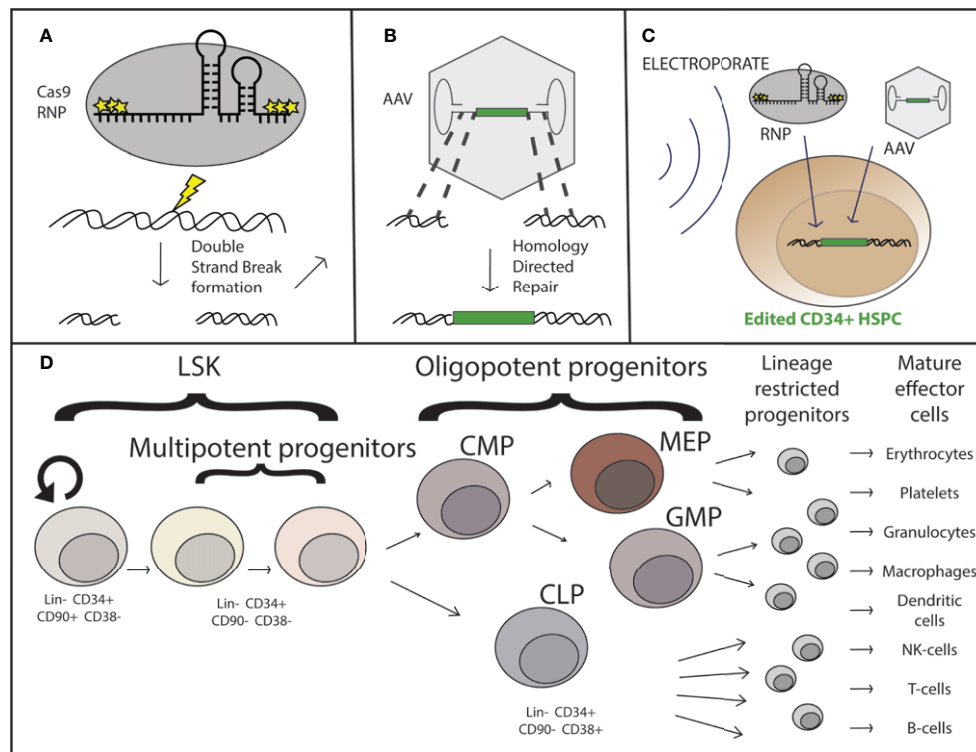 A
Cas9
RNP
Double
Strand Break
formation
B
AAV
Homology
Directed
Repair
C
ELECTROPORATE
RNP
AAV
Edited CD34+ HSPC
D
LSK
Multipotent progenitors
Lin- CD34+
CD90+ CD38-
Lin- CD34+
CD90- CD38-
Oligopotent progenitors
CMP
MEP
GMP
CLP
Lin- CD34+
CD90- CD38+
Lineage
restricted
progenitors
Mature
effector
cells
Erythrocytes
Platelets
Granulocytes
Macrophages
Dendritic
cells
NK-cells
T-cells
B-cells